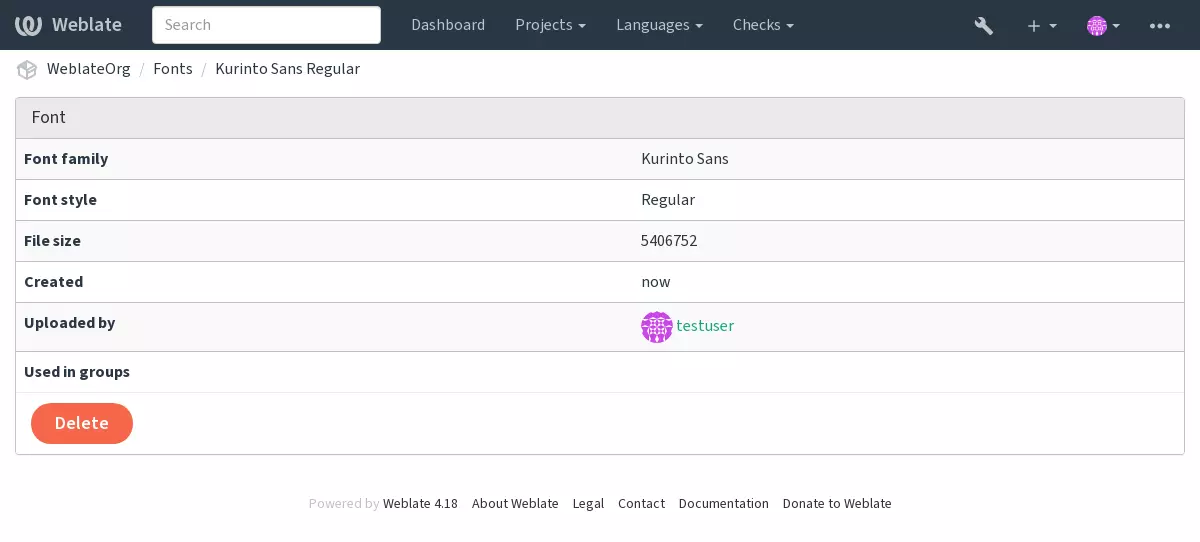 Weblate Search Dashboard Projects Languages Checks
WeblateOrg / Fonts / Kurinto Sans Regular
Font
Font family Kurinto Sans
Font style Regular
File size 5406752
Created now
Uploaded by testuser
Used in groups
Delete
Powered by Weblate 4.18 About Weblate Legal Contact Documentation Donate to Weblate